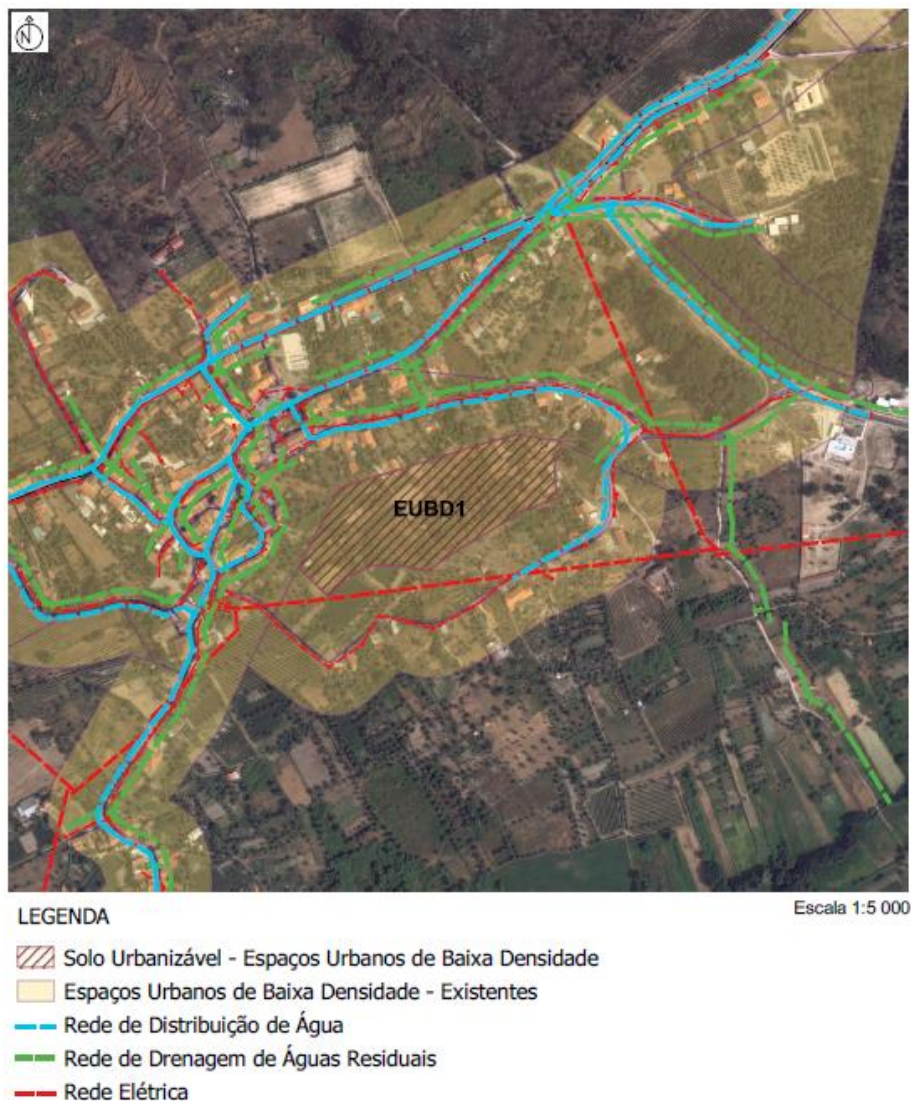 N
EUBD1
LEGENDA
Escala 1:5 000
Solo Urbanizável - Espaços Urbanos de Baixa Densidade
Espaços Urbanos de Baixa Densidade - Existentes
Rede de Distribuição de Água
Rede de Drenagem de Águas Residuais
Rede Elétrica